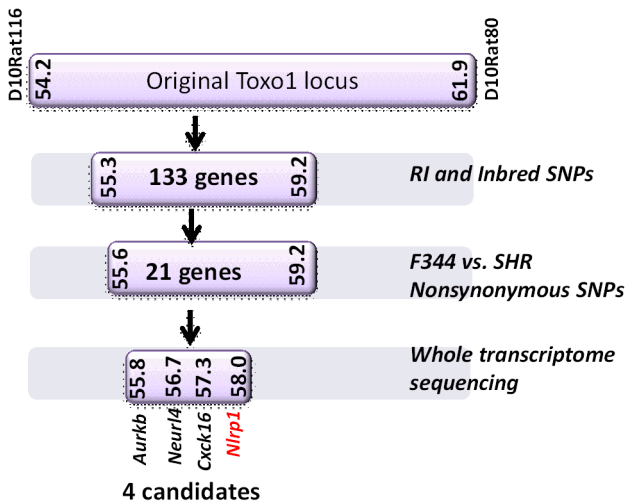 D10Rat116
54.2
Original Toxo1 locus
61.9
D10Rat80
55.3
133 genes
59.2
RI and Inbred SNPs
55.6
21 genes
59.2
F344 vs. SHR
Nonsynonymous SNPs
55.8
56.7
57.3
58.0
Whole transcriptome
sequencing
Aurkb
Neurl4
Cxck16
Nlrp1
4 candidates